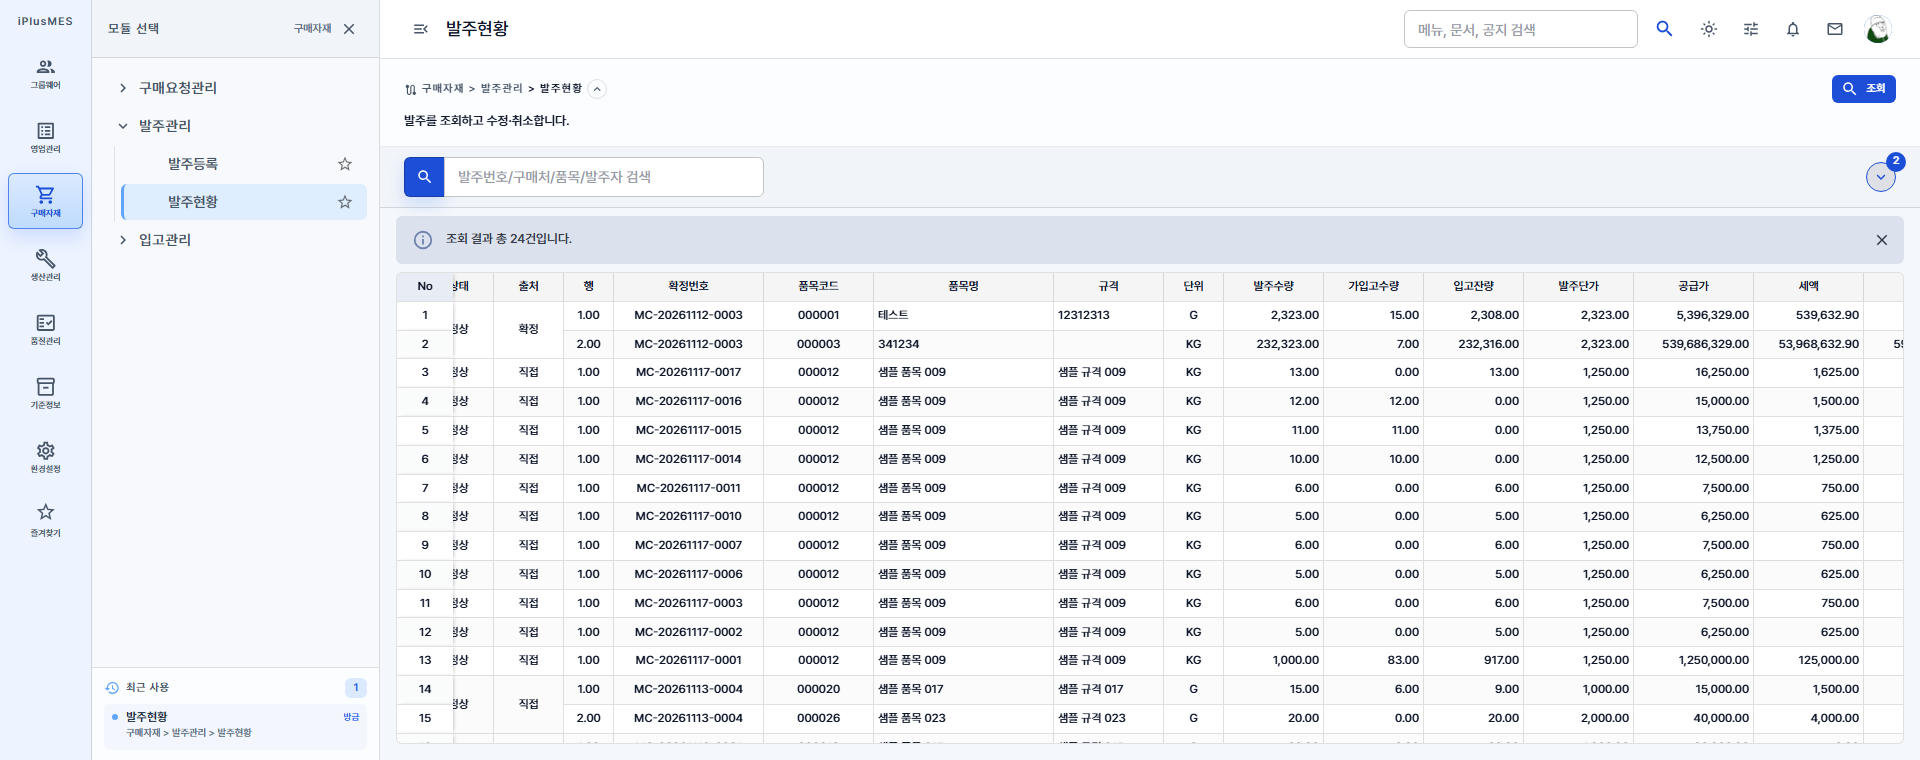 iPlusMES
그룹웨어
영업관리
구매자재
생산관리
품질관리
기준정보
환경설정
즐겨찾기
모듈 선택
구매자재
구매요청관리
발주관리
발주등록
발주현황
입고관리
최근 사용
1
발주현황
방금
구매자재 > 발주관리 > 발주현황
발주현황
메뉴, 문서, 공지 검색
구매자재 > 발주관리 > 발주현황
조회
발주를 조회하고 수정·취소합니다.
발주번호/구매처/품목/발주자 검색
2
조회 결과 총 24건입니다.
No 상태 출처 행 확정번호 품목코드 품목명 규격 단위 발주수량 가입고수량 입고잔량 발주단가 공급가 세액
1 정상 확정 1.00 MC-20261112-0003 000001 테스트 12312313 G 2,323.00 15.00 2,308.00 2,323.00 5,396,329.00 539,632.90
2 2.00 MC-20261112-0003 000003 341234 KG 232,323.00 7.00 232,316.00 2,323.00 539,686,329.00 53,968,632.90
3 정상 직접 1.00 MC-20261117-0017 000012 샘플 품목 009 샘플 규격 009 KG 13.00 0.00 13.00 1,250.00 16,250.00 1,625.00
4 정상 직접 1.00 MC-20261117-0016 000012 샘플 품목 009 샘플 규격 009 KG 12.00 12.00 0.00 1,250.00 15,000.00 1,500.00
5 정상 직접 1.00 MC-20261117-0015 000012 샘플 품목 009 샘플 규격 009 KG 11.00 11.00 0.00 1,250.00 13,750.00 1,375.00
6 정상 직접 1.00 MC-20261117-0014 000012 샘플 품목 009 샘플 규격 009 KG 10.00 10.00 0.00 1,250.00 12,500.00 1,250.00
7 정상 직접 1.00 MC-20261117-0011 000012 샘플 품목 009 샘플 규격 009 KG 6.00 0.00 6.00 1,250.00 7,500.00 750.00
8 정상 직접 1.00 MC-20261117-0010 000012 샘플 품목 009 샘플 규격 009 KG 5.00 0.00 5.00 1,250.00 6,250.00 625.00
9 정상 직접 1.00 MC-20261117-0007 000012 샘플 품목 009 샘플 규격 009 KG 6.00 0.00 6.00 1,250.00 7,500.00 750.00
10 정상 직접 1.00 MC-20261117-0006 000012 샘플 품목 009 샘플 규격 009 KG 5.00 0.00 5.00 1,250.00 6,250.00 625.00
11 정상 직접 1.00 MC-20261117-0003 000012 샘플 품목 009 샘플 규격 009 KG 6.00 0.00 6.00 1,250.00 7,500.00 750.00
12 정상 직접 1.00 MC-20261117-0002 000012 샘플 품목 009 샘플 규격 009 KG 5.00 0.00 5.00 1,250.00 6,250.00 625.00
13 정상 직접 1.00 MC-20261117-0001 000012 샘플 품목 009 샘플 규격 009 KG 1,000.00 83.00 917.00 1,250.00 1,250,000.00 125,000.00
14 정상 직접 1.00 MC-20261113-0004 000020 샘플 품목 017 샘플 규격 017 G 15.00 6.00 9.00 1,000.00 15,000.00 1,500.00
15 2.00 MC-20261113-0004 000026 샘플 품목 023 샘플 규격 023 G 20.00 0.00 20.00 2,000.00 40,000.00 4,000.00